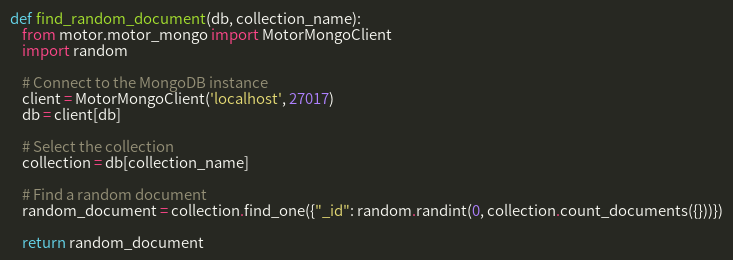 def find_random_document(db, collection_name):
from motor.motor_mongo import MotorMongoClient
import random
# Connect to the MongoDB instance
client = MotorMongoClient('localhost', 27017)
db = client[db]
# Select the collection
collection = db[collection_name]
# Find a random document
random_document = collection.find_one({"_id": random.randint(0, collection.count_documents({}))})
return random_document